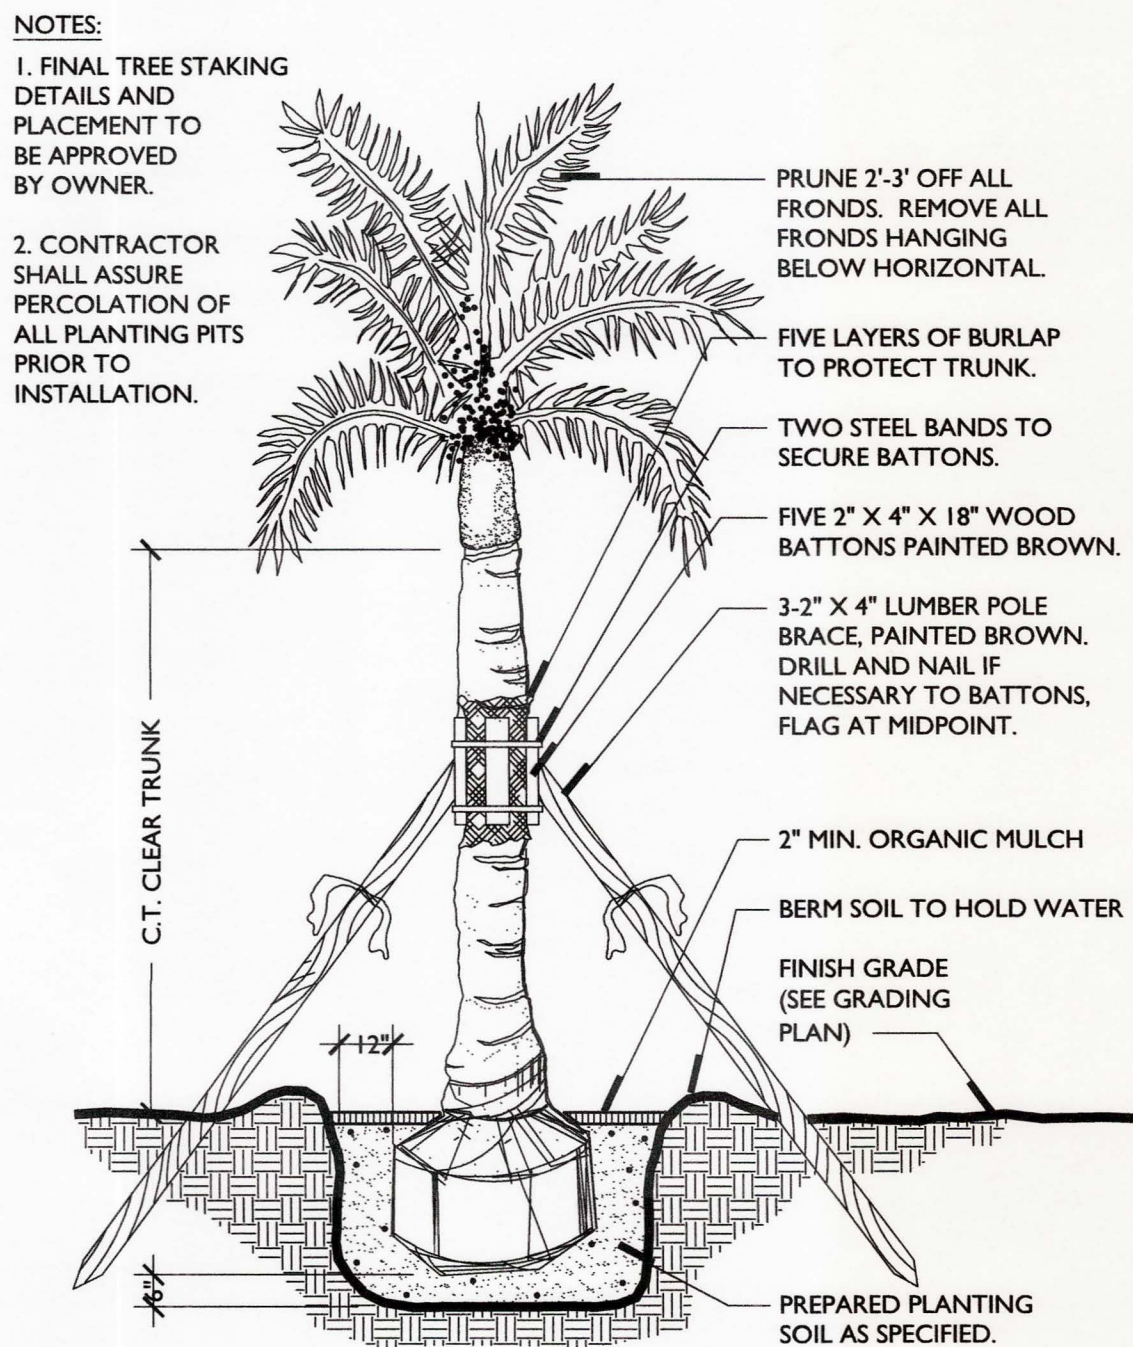 NOTES:
1. FINAL TREE STAKING
DETAILS AND
PLACEMENT TO
BE APPROVED
BY OWNER.
2. CONTRACTOR
SHALL ASSURE
PERCOLATION OF
ALL PLANTING PITS
PRIOR TO
INSTALLATION.
PRUNE 2'-3' OFF ALL
FRONDS. REMOVE ALL
FRONDS HANGING
BELOW HORIZONTAL.
FIVE LAYERS OF BURLAP
TO PROTECT TRUNK.
TWO STEEL BANDS TO
SECURE BATTONS.
FIVE 2" X 4" X 18" WOOD
BATTONS PAINTED BROWN.
3-2" X 4" LUMBER POLE
BRACE, PAINTED BROWN.
DRILL AND NAIL IF
NECESSARY TO BATTONS,
FLAG AT MIDPOINT.
C.T. CLEAR TRUNK
2" MIN. ORGANIC MULCH
BERM SOIL TO HOLD WATER
FINISH GRADE
(SEE GRADING
PLAN)
12"
6"
PREPARED PLANTING
SOIL AS SPECIFIED.